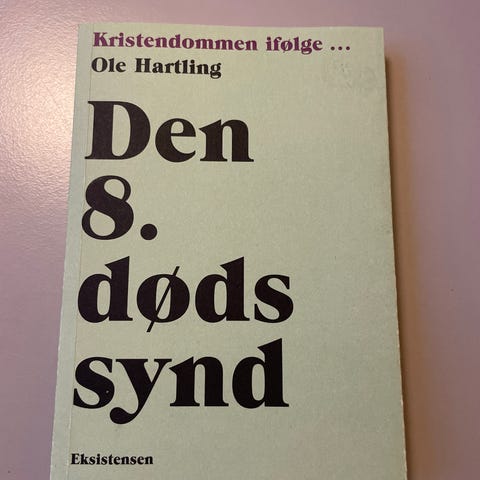 Kristendommen ifølge ...
Ole Hartling
Den
8.
døds
synd
Eksistensen